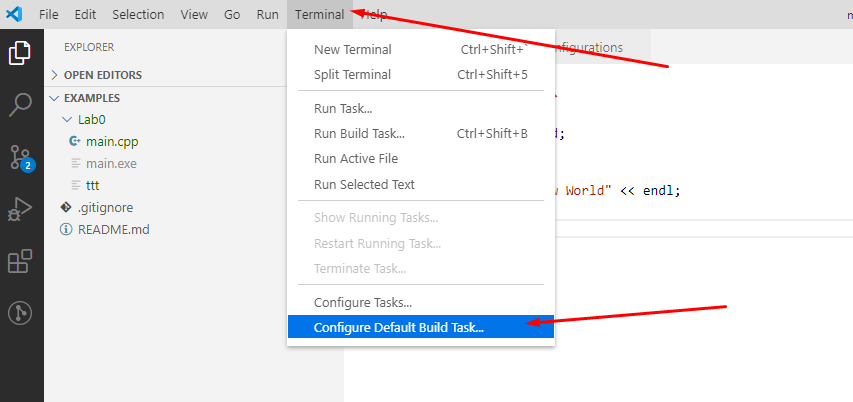 File Edit Selection View Go Run Terminal Help
EXPLORER
OPEN EDITORS
EXAMPLES
Lab0
main.cpp
main.exe
ttt
.gitignore
README.md
2
New Terminal Ctrl+Shift+`
Split Terminal Ctrl+Shift+5
Run Task...
Run Build Task... Ctrl+Shift+B
Run Active File
Run Selected Text
Show Running Tasks...
Restart Running Task...
Terminate Task...
Configure Tasks...
Configure Default Build Task...
figurations
d;
World" << endl;